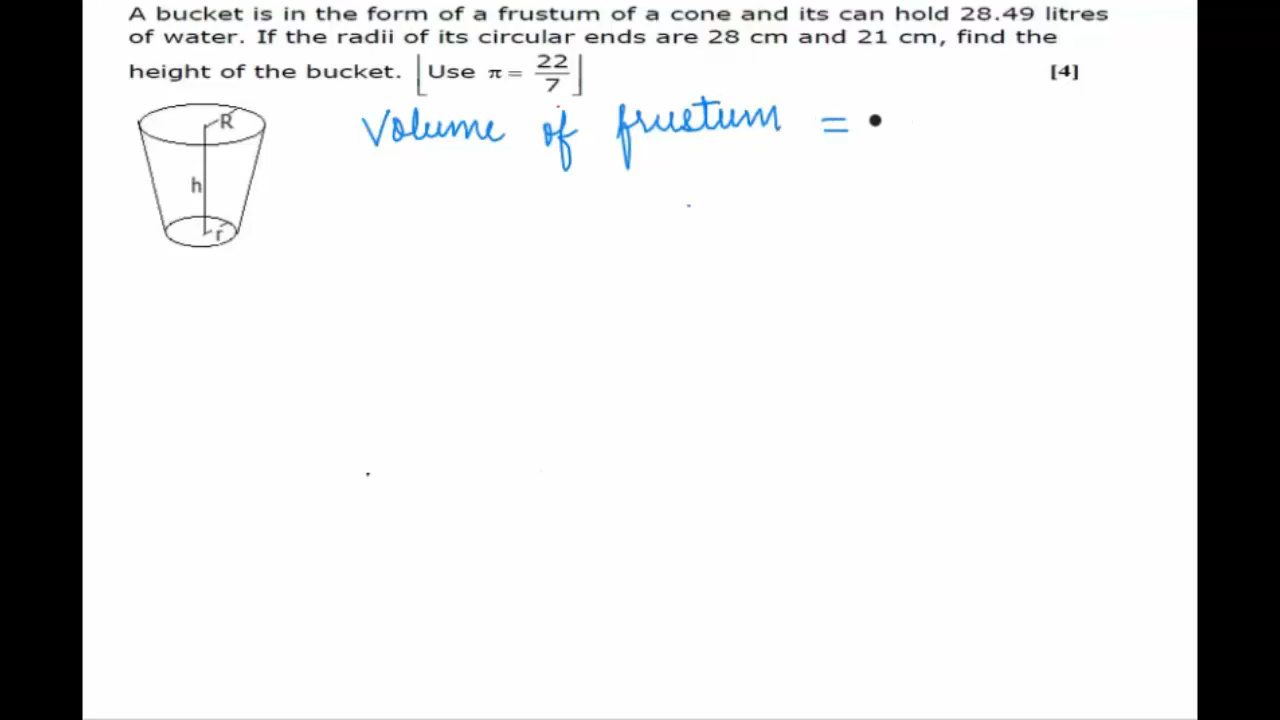 A bucket is in the form of a frustum of a cone and its can hold 28.49 litres
of water. If the radii of its circular ends are 28 cm and 21 cm, find the
height of the bucket. [Use π = 22/7] [4]
Volume of frustum =
R
h
r